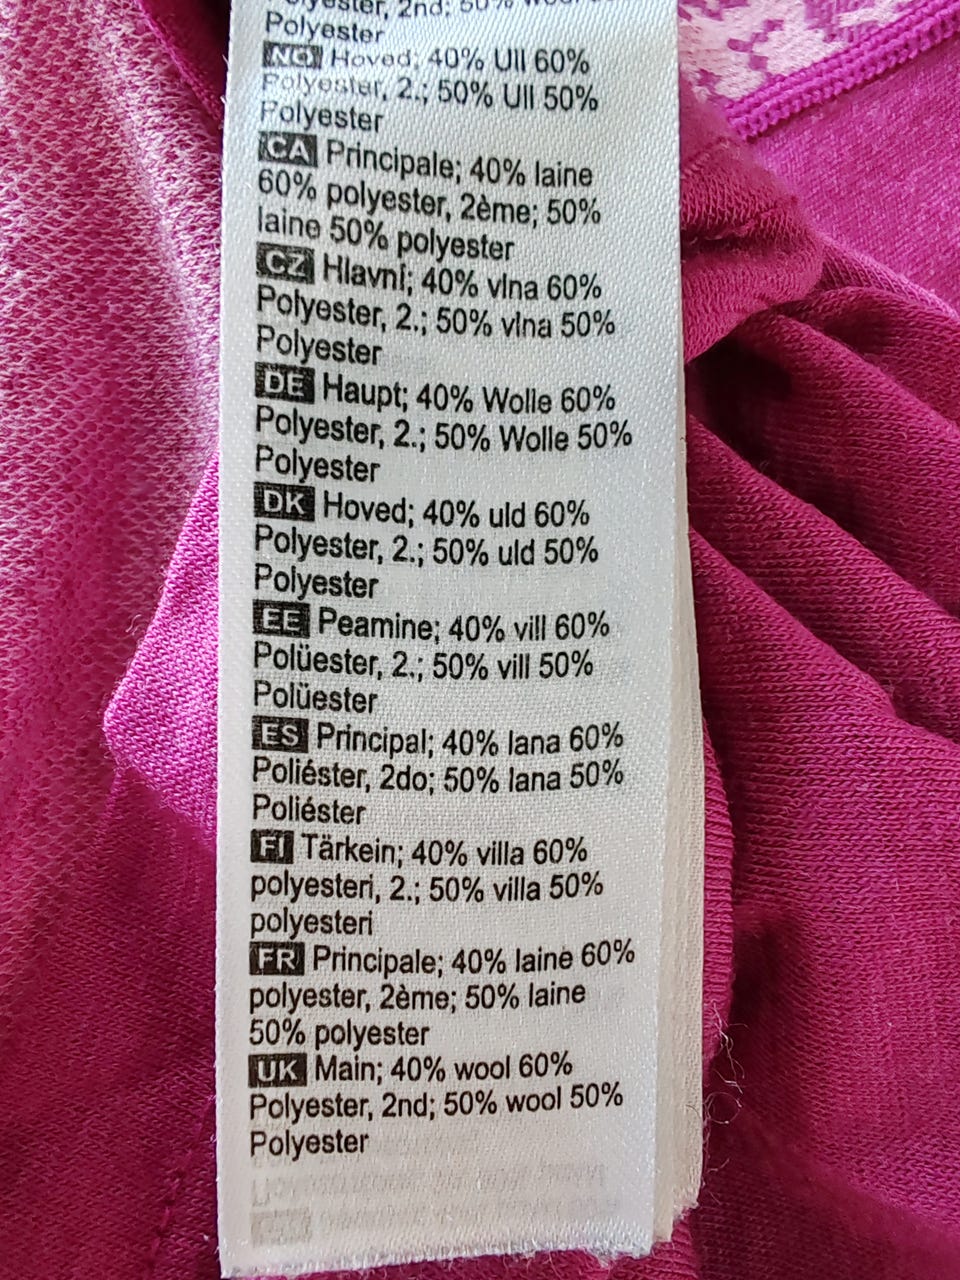 Polyester
NO Hoved; 40% Ull 60%
Polyester, 2.; 50% Ull 50%
Polyester
CA Principale; 40% laine
60% polyester, 2ème; 50%
laine 50% polyester
CZ Hlavní; 40% vlna 60%
Polyester, 2.; 50% vlna 50%
Polyester
DE Haupt; 40% Wolle 60%
Polyester, 2.; 50% Wolle 50%
Polyester
DK Hoved; 40% uld 60%
Polyester, 2.; 50% uld 50%
Polyester
EE Peamine; 40% vill 60%
Polüester, 2.; 50% vill 50%
Polüester
ES Principal; 40% lana 60%
Poliéster, 2do; 50% lana 50%
Poliéster
FI Tärkein; 40% villa 60%
polyesteri, 2.; 50% villa 50%
polyesteri
FR Principale; 40% laine 60%
polyester, 2ème; 50% laine
50% polyester
UK Main; 40% wool 60%
Polyester, 2nd; 50% wool 50%
Polyester